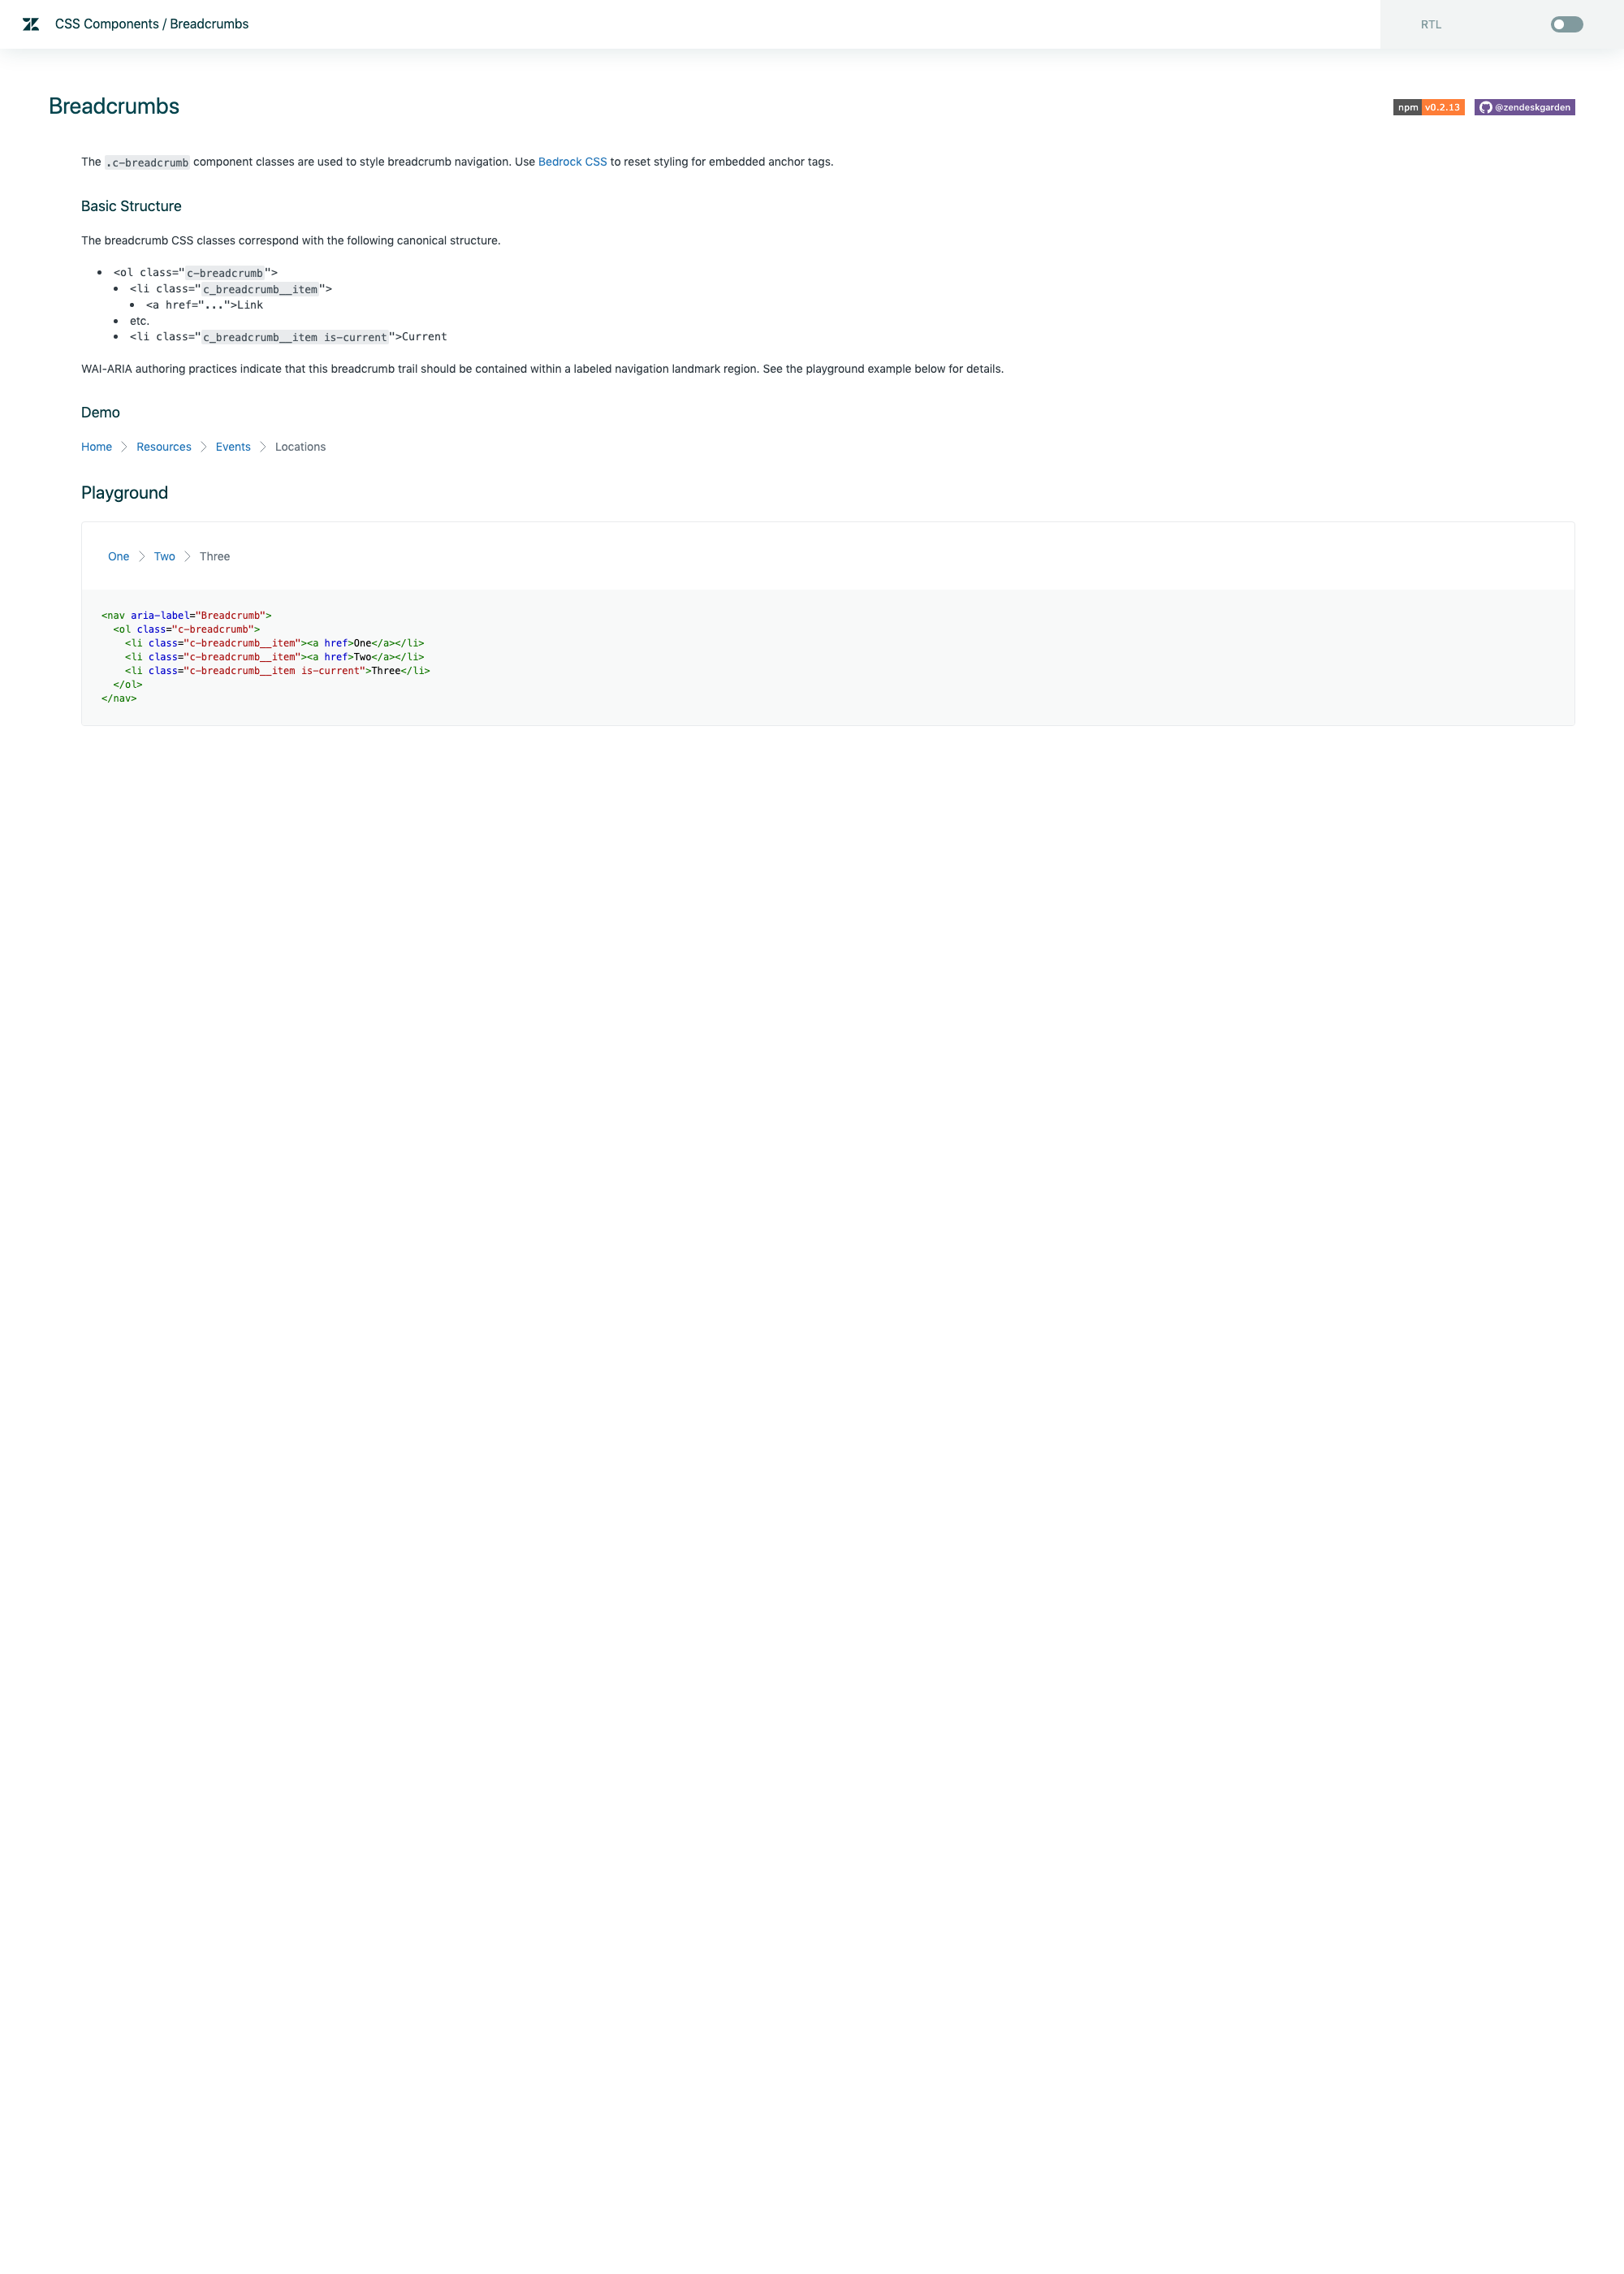 CSS Components / Breadcrumbs
RTL
Breadcrumbs
npm v0.2.13
@zendeskgarden
The .c-breadcrumb component classes are used to style breadcrumb navigation. Use Bedrock CSS to reset styling for embedded anchor tags.
Basic Structure
The breadcrumb CSS classes correspond with the following canonical structure.
<ol class="c-breadcrumb">
<li class="c_breadcrumb__item">
<a href="...">Link
etc.
<li class="c_breadcrumb__item is-current">Current
WAI-ARIA authoring practices indicate that this breadcrumb trail should be contained within a labeled navigation landmark region. See the playground example below for details.
Demo
Home Resources Events Locations
Playground
One Two Three
<nav aria-label="Breadcrumb">
<ol class="c-breadcrumb">
<li class="c-breadcrumb__item"><a href>One</a></li>
<li class="c-breadcrumb__item"><a href>Two</a></li>
<li class="c-breadcrumb__item is-current">Three</li>
</ol>
</nav>